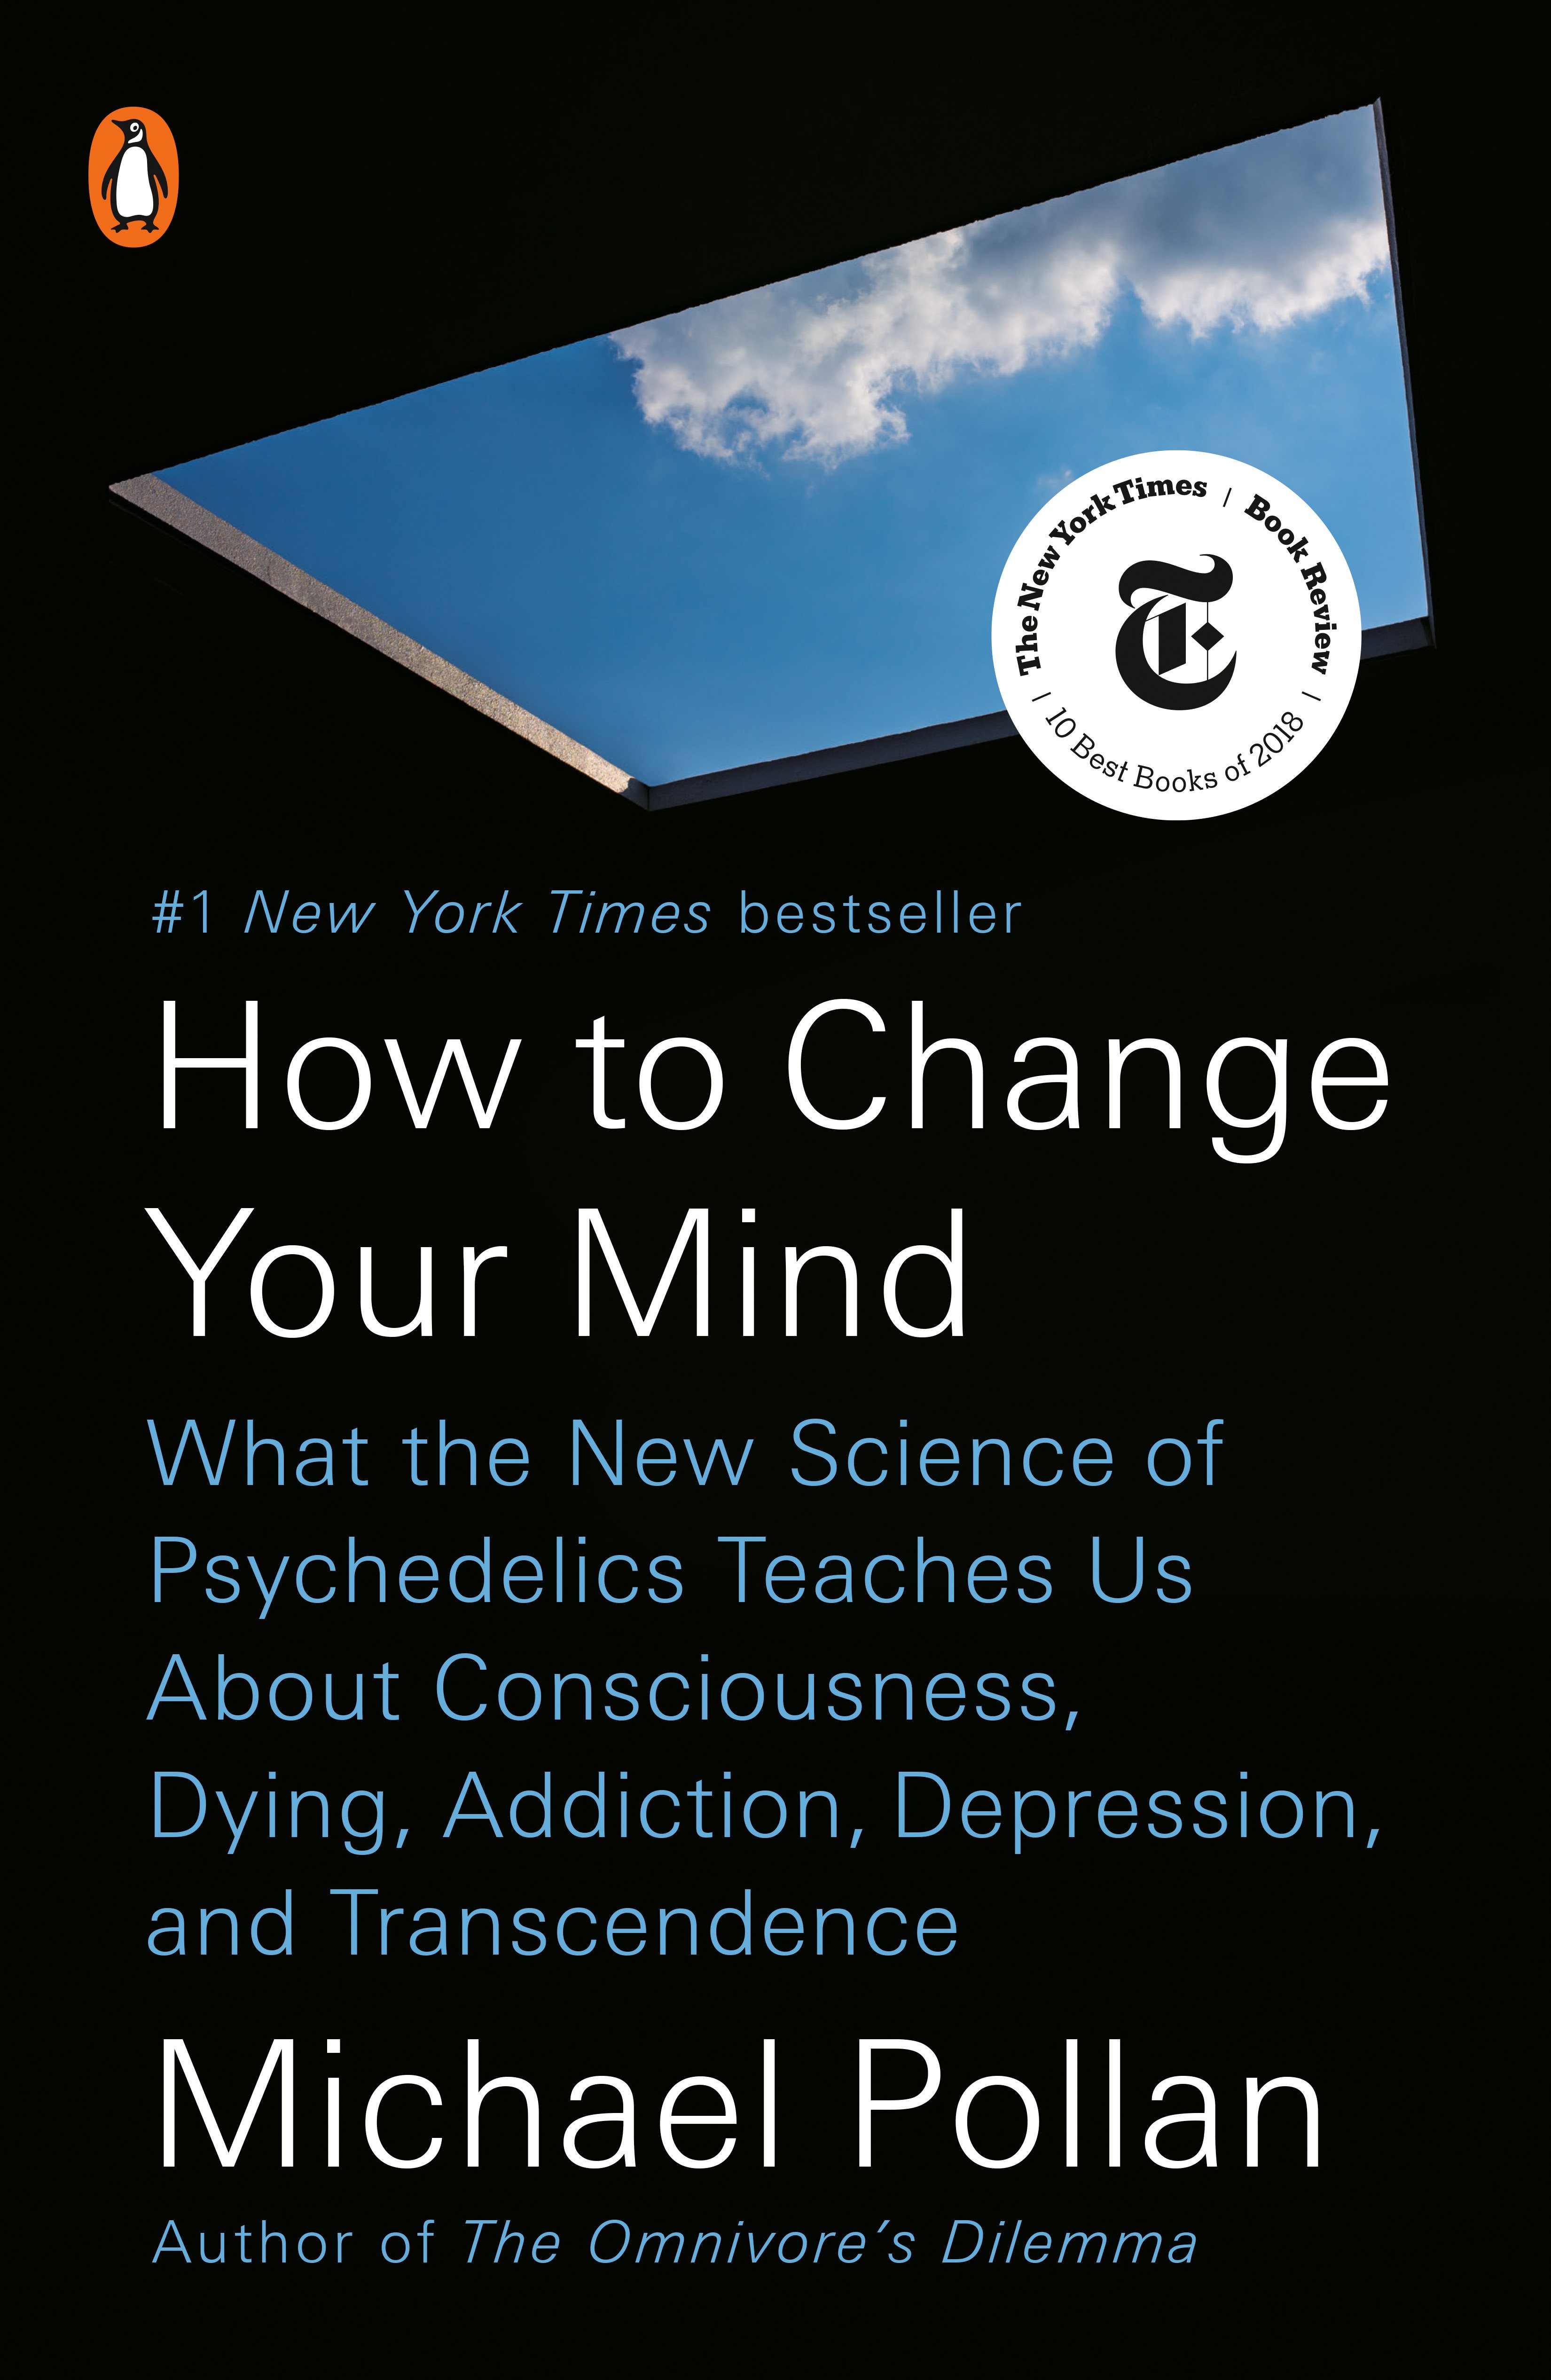 The New York Times | Book Review
| 10 Best Books of 2018 |
#1 New York Times bestseller
How to Change
Your Mind
What the New Science of
Psychedelics Teaches Us
About Consciousness,
Dying, Addiction, Depression,
and Transcendence
Michael Pollan
Author of The Omnivore’s Dilemma